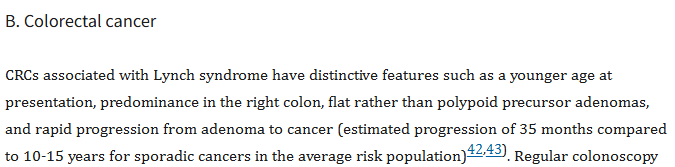 B. Colorectal cancer
CRCs associated with Lynch syndrome have distinctive features such as a younger age at
presentation, predominance in the right colon, flat rather than polypoid precursor adenomas,
and rapid progression from adenoma to cancer (estimated progression of 35 months compared
to 10-15 years for sporadic cancers in the average risk population)42,43). Regular colonoscopy